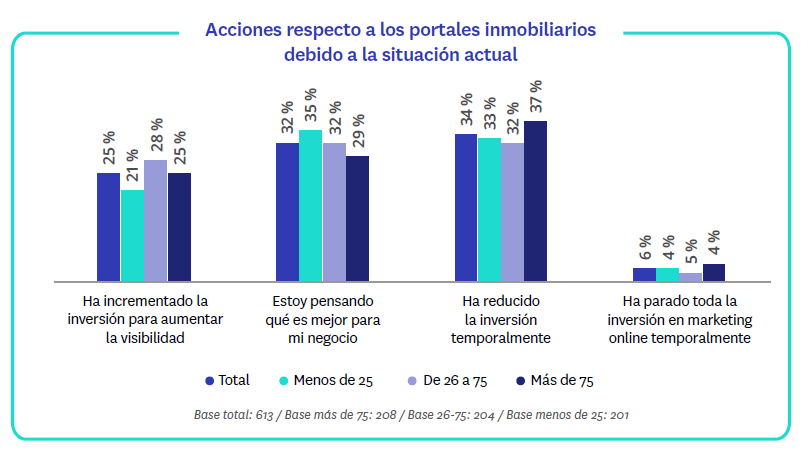 Acciones respecto a los portales inmobiliarios
debido a la situación actual
25 %
21 %
28 %
25 %
32 %
35 %
32 %
29 %
34 %
33 %
32 %
37 %
6 %
4 %
5 %
4 %
Ha incrementado la
inversión para aumentar
la visibilidad
Estoy pensando
qué es mejor para
mi negocio
Ha reducido
la inversión
temporalmente
Ha parado toda la
inversión en marketing
online temporalmente
Total
Menos de 25
De 26 a 75
Más de 75
Base total: 613 / Base más de 75: 208 / Base 26-75: 204 / Base menos de 25: 201